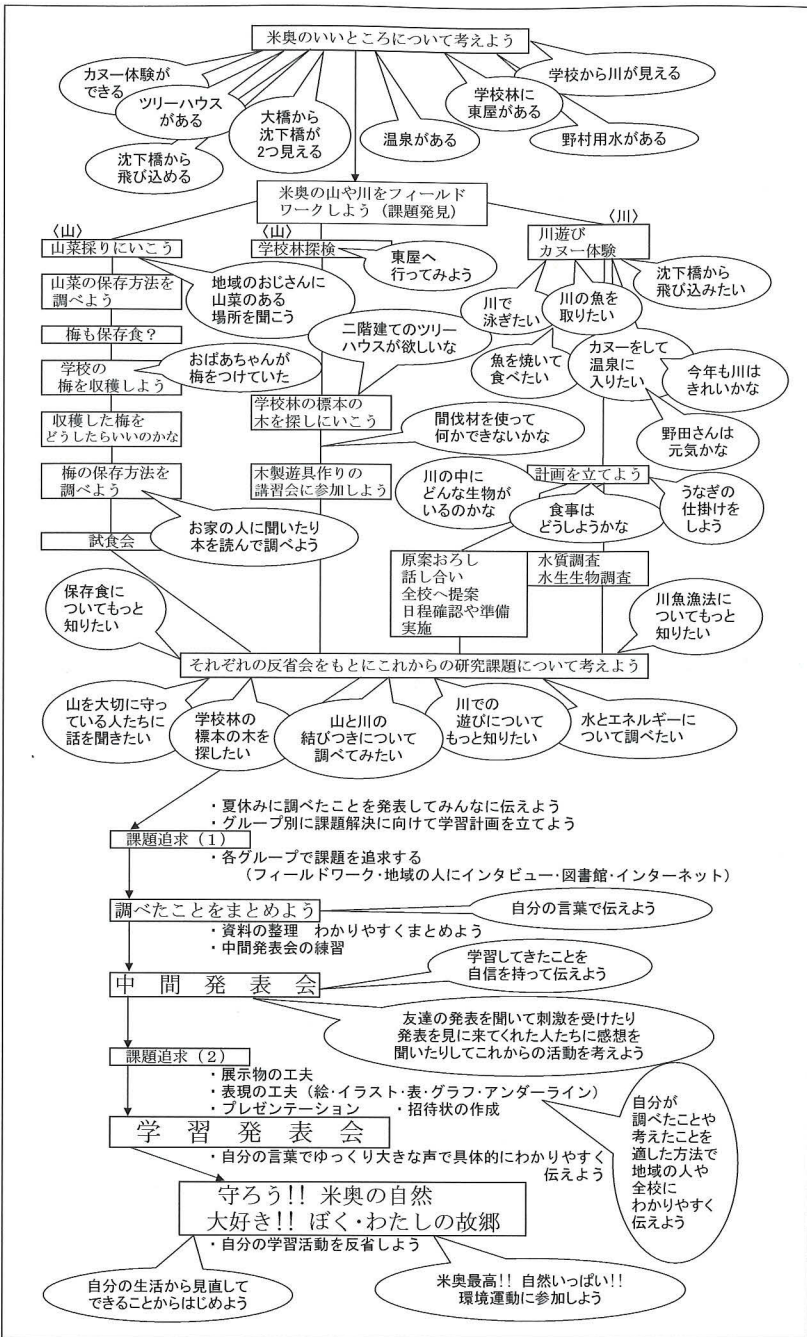 米奥のいいところについて考えよう
カヌー体験が
できる
ツリーハウス
がある
沈下橋から
飛び込める
大橋から
沈下橋が
2つ見える
温泉がある
学校林に
東屋がある
学校から川が見える
野村用水がある
米奥の山や川をフィールド
ワークしよう（課題発見）
〈山〉
山菜採りにいこう
地域のおじさんに
山菜のある
場所を聞こう
山菜の保存方法を
調べよう
梅も保存食？
おばあちゃんが
梅をつけていた
学校の
梅を収穫しよう
収穫した梅を
どうしたらいいのかな
梅の保存方法を
調べよう
お家の人に聞いたり
本を読んで調べよう
試食会
〈山〉
学校林探検
東屋へ
行ってみよう
二階建てのツリー
ハウスが欲しいな
学校林の標本の
木を探しにいこう
間伐材を使って
何かできないかな
木製遊具作りの
講習会に参加しよう
〈川〉
川遊び
カヌー体験
川で
泳ぎたい
川の魚を
取りたい
沈下橋から
飛び込みたい
魚を焼いて
食べたい
カヌーをして
温泉に
入りたい
今年も川は
きれいかな
野田さんは
元気かな
計画を立てよう
川の中に
どんな生物が
いるのかな
食事は
どうしようかな
うなぎの
仕掛けを
しよう
原案おろし
話し合い
全校へ提案
日程確認や準備
実施
水質調査
水生生物調査
保存食に
ついてもっと
知りたい
川魚漁法に
ついてもっと
知りたい
それぞれの反省会をもとにこれからの研究課題について考えよう
山を大切に守っ
ている人たちに
話を聞きたい
学校林の
標本の木を
探したい
山と川の
結びつきについて
調べてみたい
川での
遊びについて
もっと知りたい
水とエネルギーに
ついて調べたい
・夏休みに調べたことを発表してみんなに伝えよう
・グループ別に課題解決に向けて学習計画を立てよう
課題追求（1）
・各グループで課題を追求する
（フィールドワーク・地域の人にインタビュー・図書館・インターネット）
調べたことをまとめよう
自分の言葉で伝えよう
・資料の整理　わかりやすくまとめよう
・中間発表会の練習
学習してきたことを
自信を持って伝えよう
中間発表会
友達の発表を聞いて刺激を受けたり
発表を見に来てくれた人たちに感想を
聞いたりしてこれからの活動を考えよう
課題追求（2）
・展示物の工夫
・表現の工夫（絵・イラスト・表・グラフ・アンダーライン）
・プレゼンテーション　・招待状の作成
自分が
調べたことや
考えたことを
適した方法で
地域の人や
全校に
わかりやすく
伝えよう
学習発表会
・自分の言葉でゆっくり大きな声で具体的にわかりやすく
伝えよう
守ろう!! 米奥の自然
大好き!! ぼく・わたしの故郷
・自分の学習活動を反省しよう
自分の生活から見直して
できることからはじめよう
米奥最高!! 自然いっぱい!!
環境運動に参加しよう